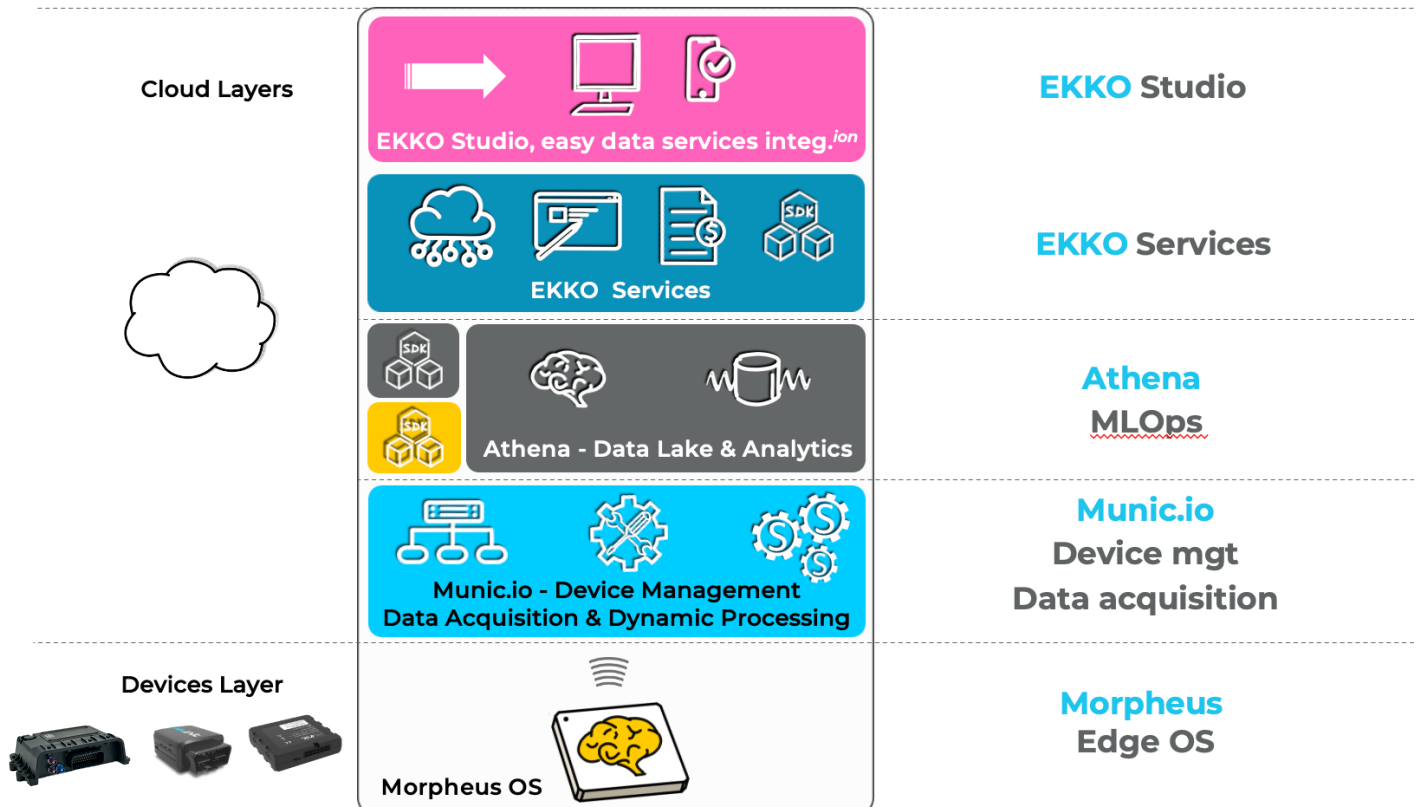 Cloud Layers
EKKO Studio, easy data services integ.ion
EKKO Studio
SDK
EKKO Services
EKKO Services
SDK
SDK
Athena - Data Lake & Analytics
Athena
MLOps
S
S
S
Munic.io - Device Management
Data Acquisition & Dynamic Processing
Munic.io
Device mgt
Data acquisition
Devices Layer
Morpheus OS
Morpheus
Edge OS